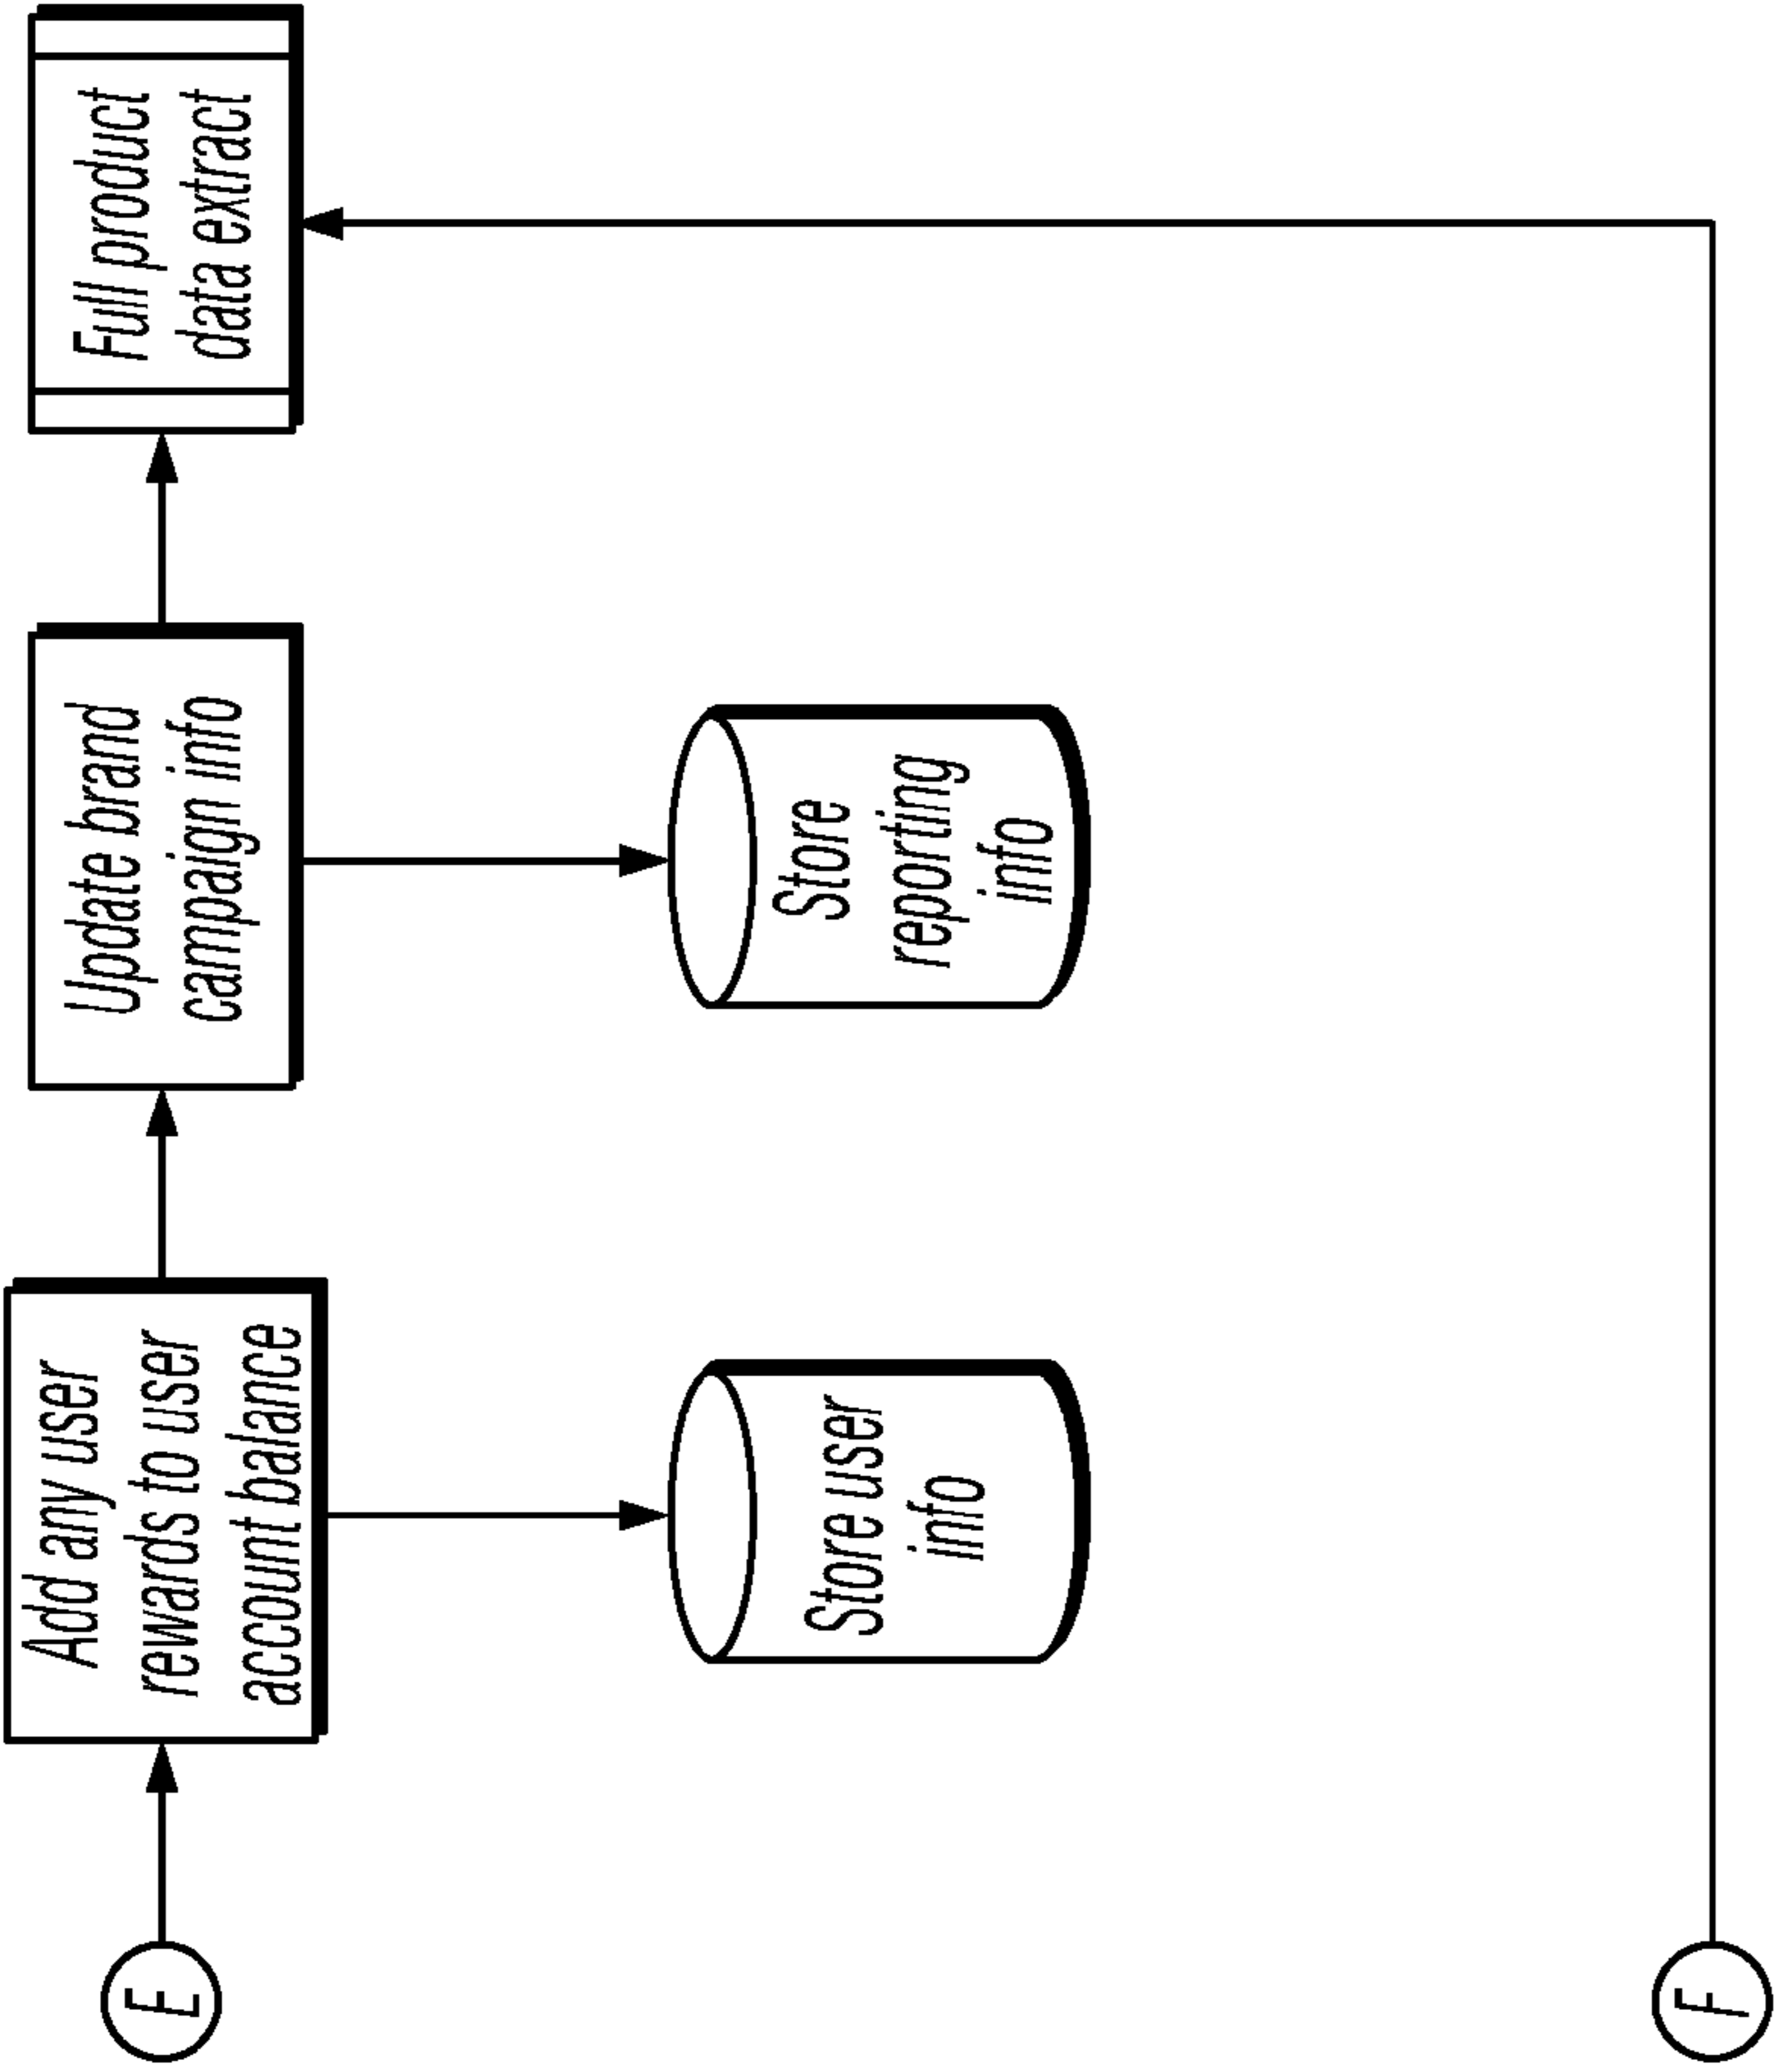 E
Add any user
rewards to user
account balance
Update brand
campaign info
Full product
data extract
Store user
info
Store
reporting
info
F